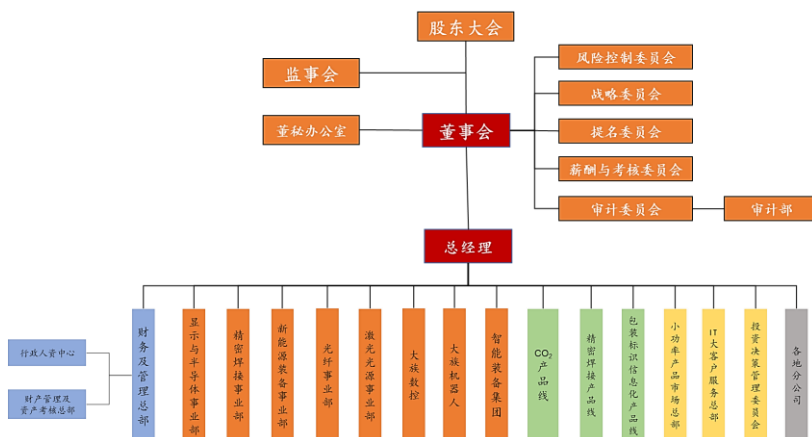 股东大会
监事会
风险控制委员会
战略委员会
董秘办公室
董事会
提名委员会
薪酬与考核委员会
审计委员会
审计部
总经理
行政人资中心
财产管理及
资产考核总部
财务及管理总部
显示与半导体事业部
精密焊接事业部
新能源装备事业部
光纤事业部
激光光源事业部
大族数控
大族机器人
智能装备集团
CO₂产品线
精密焊接产品线
包装标识信息化产品线
小功率产品市场总部
IT大客户服务总部
投资决策管理委员会
各地分公司